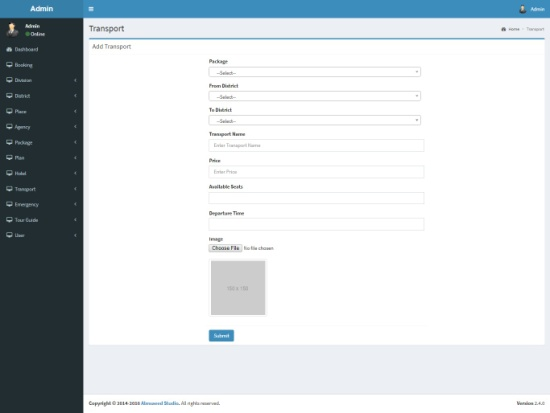 Admin
Admin
Admin
Online
Transport
Home
Transport
Dashboard
Booking
Division
District
Place
Agency
Package
Plan
Hotel
Transport
Emergency
Tour Guide
User
Add Transport
Package
--Select--
From District
--Select--
To District
--Select--
Transport Name
Enter Transport Name
Price
Enter Price
Available Seats
Departure Time
Image
Choose File No file chosen
100 x 100
Submit
Copyright © 2014-2016 Almsaeed Studio. All rights reserved.
Version 2.4.0